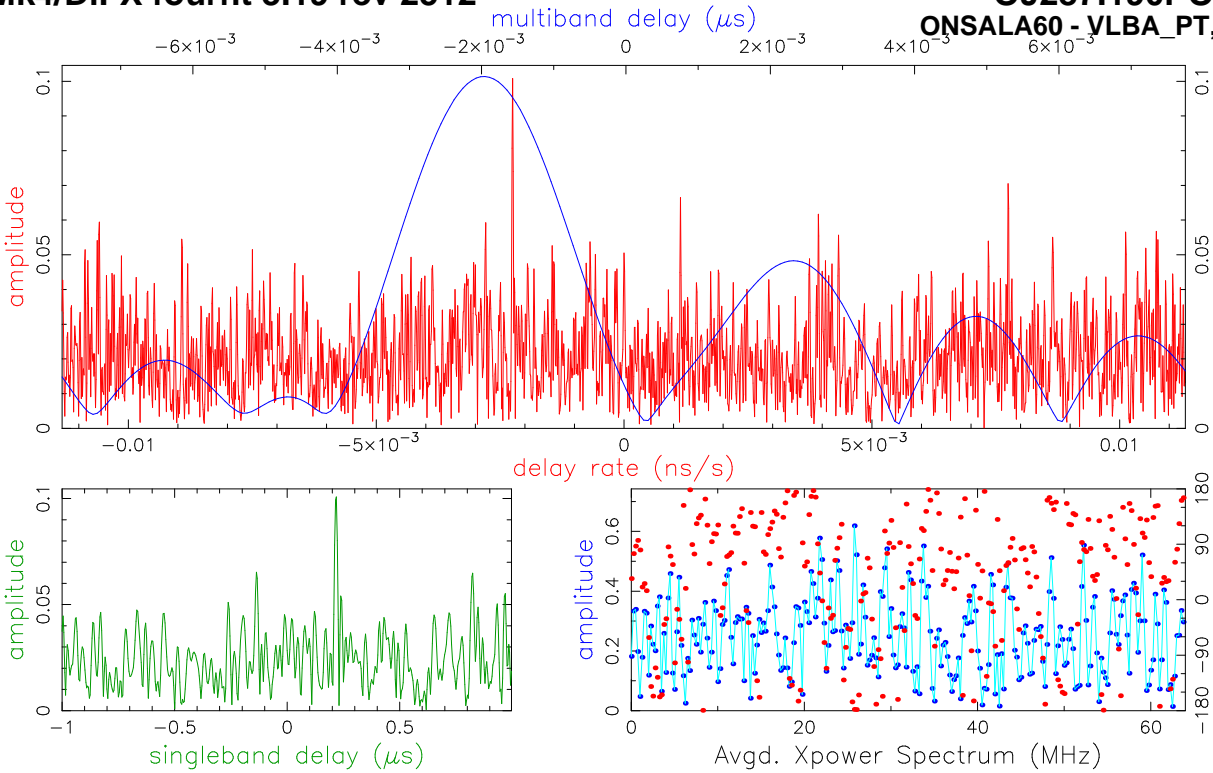 multiband delay (μs)
ONSALA60 - VLBA_PT,
−6×10⁻³ −4×10⁻³ −2×10⁻³ 0 2×10⁻³ 4×10⁻³ 6×10⁻³
amplitude
0 0.05 0.1
0 0.05 0.1
−0.01 −5×10⁻³ 0 5×10⁻³ 0.01
delay rate (ns/s)
amplitude
0 0.05 0.1
−1 −0.5 0 0.5
singleband delay (μs)
amplitude
0 0.2 0.4 0.6
−180 −90 0 90 180
0 20 40 60
Avgd. Xpower Spectrum (MHz)